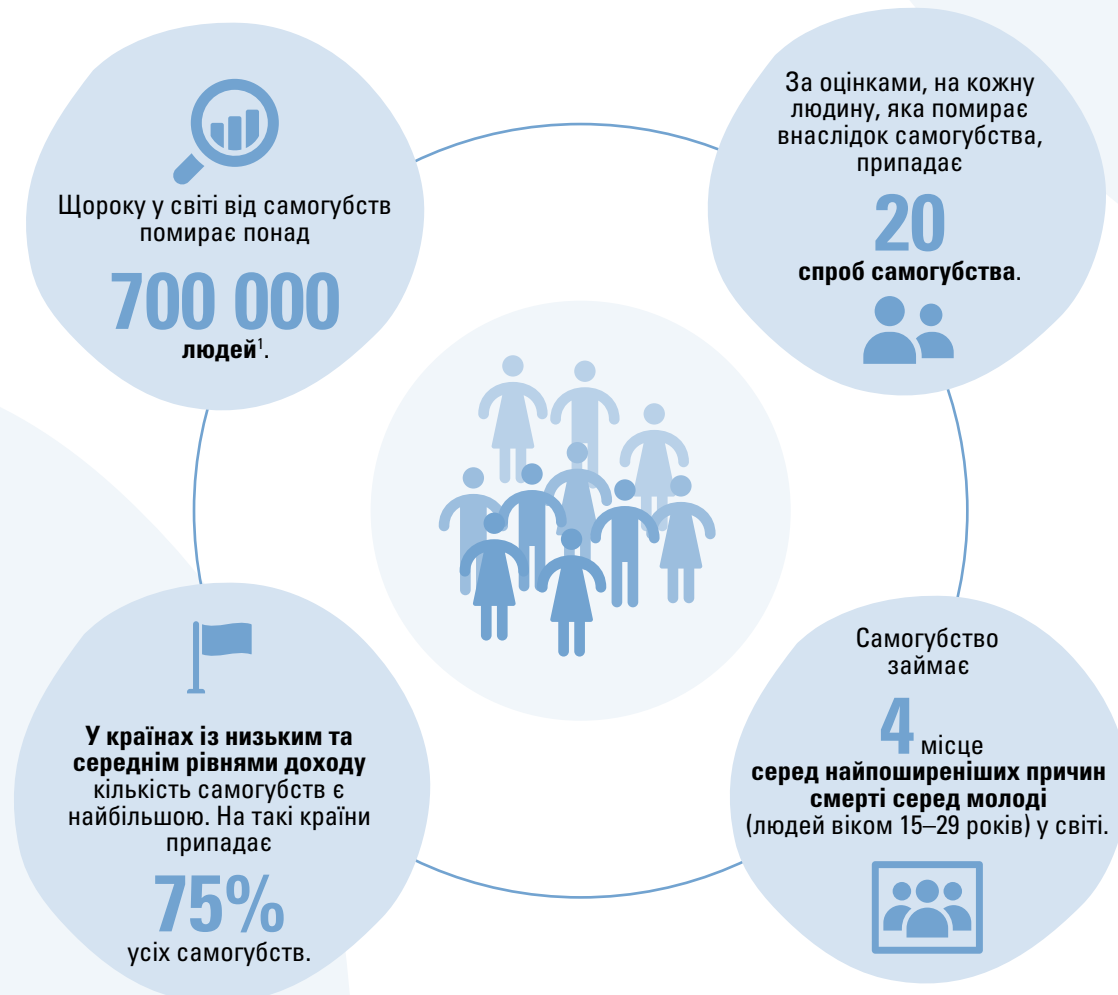 Щороку у світі від самогубств
помирає понад
700 000
людей¹.
За оцінками, на кожну
людину, яка помирає
внаслідок самогубства,
припадає
20
спроб самогубства.
У країнах із низьким та
середнім рівнями доходу
кількість самогубств є
найбільшою. На такі країни
припадає
75%
усіх самогубств.
Самогубство
займає
4 місце
серед найпоширеніших причин
смерті серед молоді
(людей віком 15–29 років) у світі.